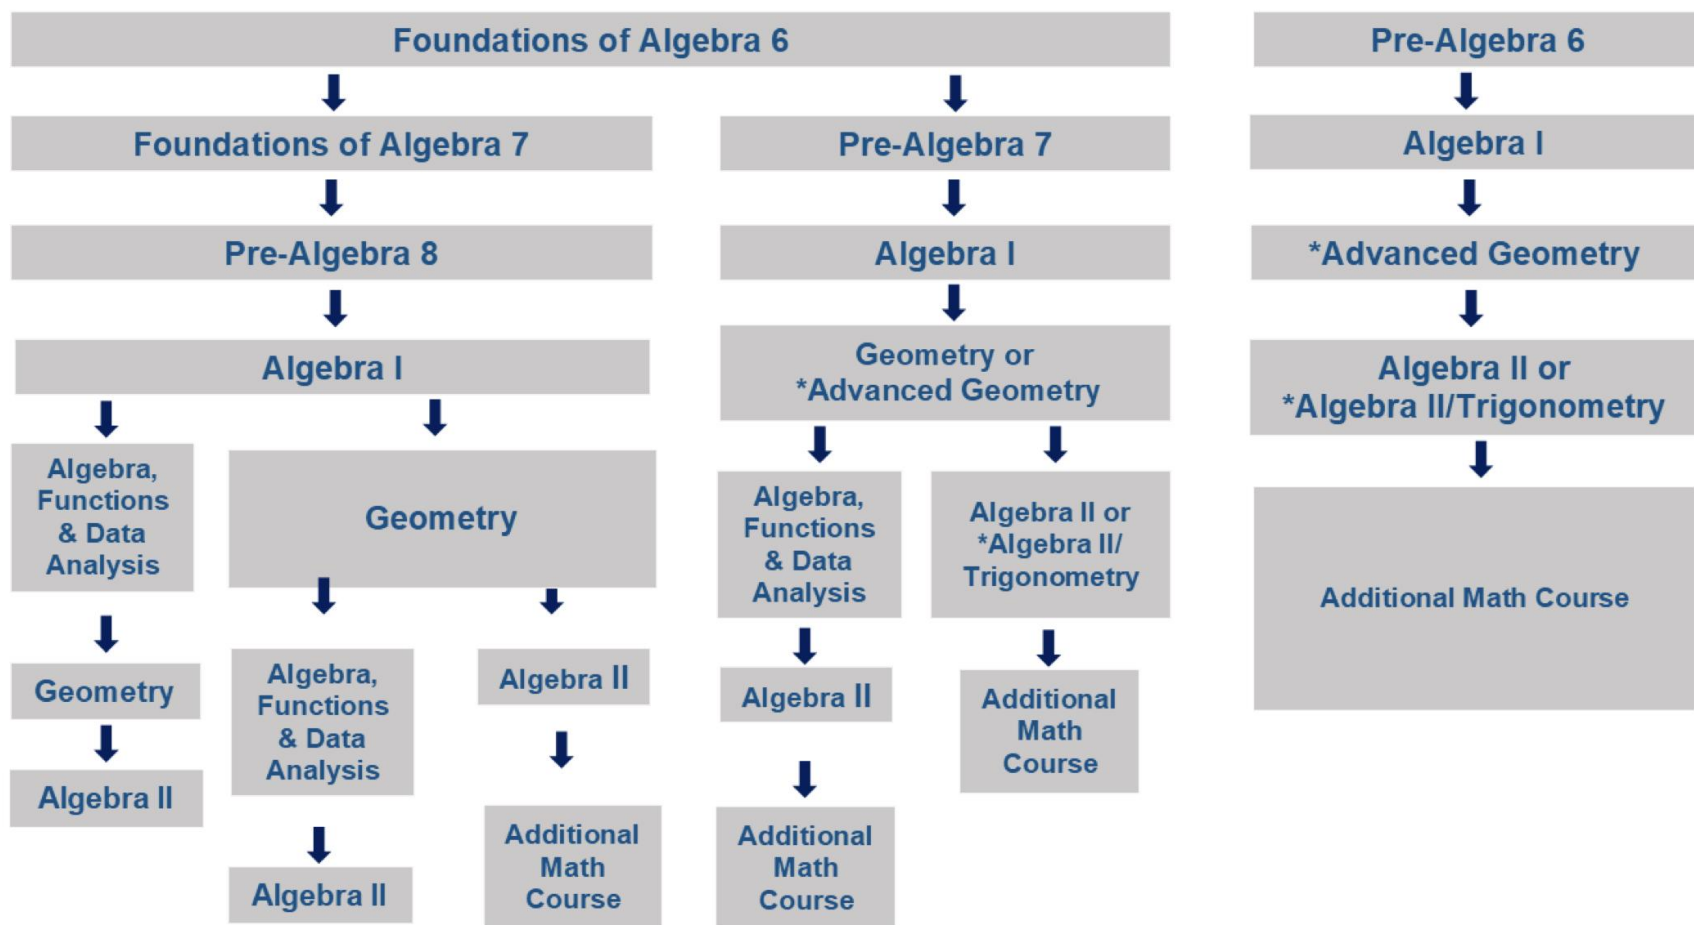 Foundations of Algebra 6
Pre-Algebra 6
Foundations of Algebra 7
Pre-Algebra 7
Algebra I
Pre-Algebra 8
Algebra I
*Advanced Geometry
Algebra I
Geometry or
*Advanced Geometry
Algebra II or
*Algebra II/Trigonometry
Algebra,
Functions
& Data
Analysis
Geometry
Algebra,
Functions
& Data
Analysis
Algebra II or
*Algebra II/
Trigonometry
Additional Math Course
Geometry
Algebra,
Functions
& Data
Analysis
Algebra II
Algebra II
Additional
Math
Course
Algebra II
Algebra II
Additional
Math
Course
Additional
Math
Course